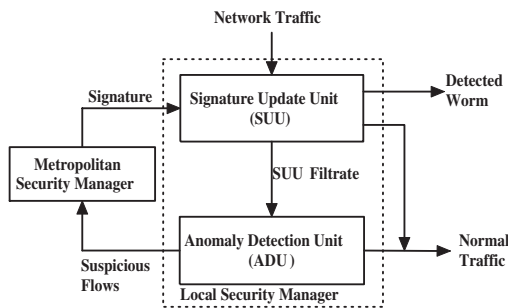 Network Traffic
Signature Update Unit
(SUU)
Detected
Worm
Signature
Metropolitan
Security Manager
SUU Filtrate
Anomaly Detection Unit
(ADU )
Normal
Traffic
Suspicious
Flows
Local Security Manager